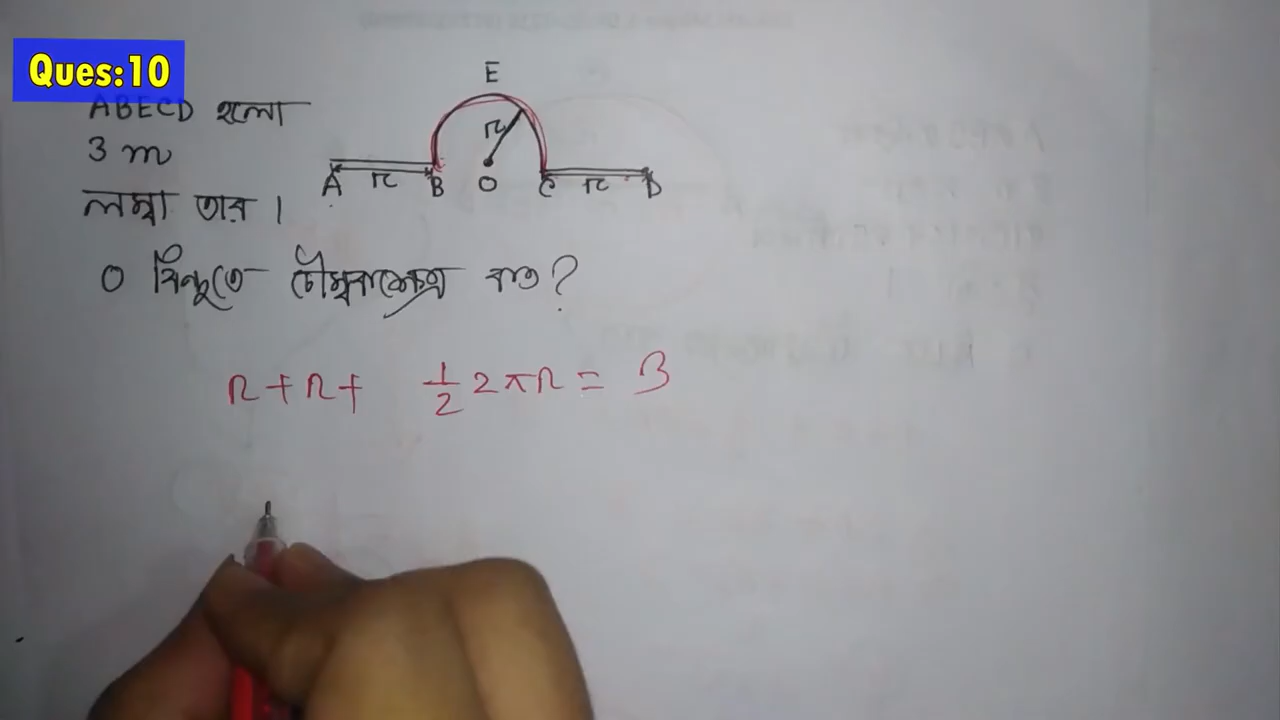 Ques:10
ABECD হলো
3 m
লম্বা তার ।
E
r
A r B O C r D
O বিন্দুতে চৌম্বকক্ষেত্র কত?
r + r + 1/2 2πr = 3